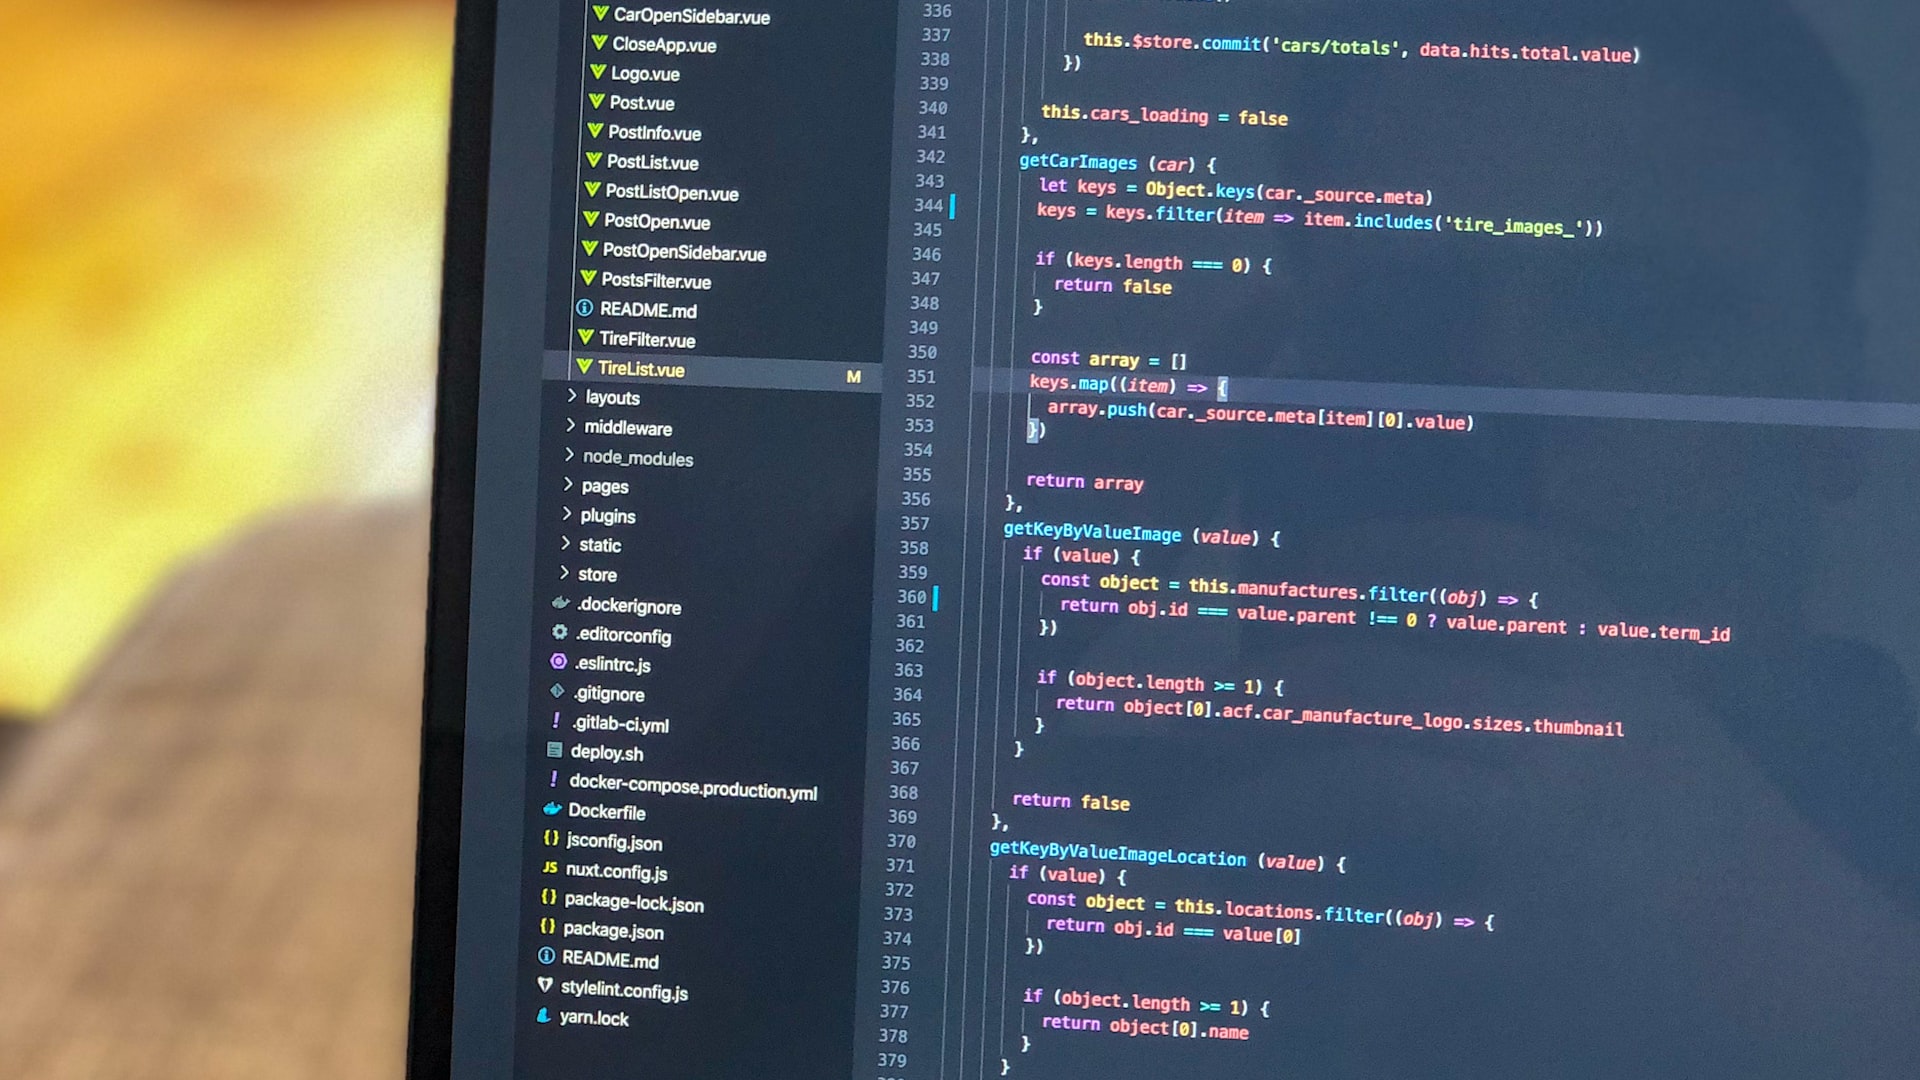 CarOpenSidebar.vue
CloseApp.vue
Logo.vue
Post.vue
PostInfo.vue
PostList.vue
PostListOpen.vue
PostOpen.vue
PostOpenSidebar.vue
PostsFilter.vue
README.md
TireFilter.vue
TireList.vue M
layouts
middleware
node_modules
pages
plugins
static
store
.dockerignore
.editorconfig
.eslintrc.js
.gitignore
.gitlab-ci.yml
deploy.sh
docker-compose.production.yml
Dockerfile
jsconfig.json
JS nuxt.config.js
package-lock.json
package.json
README.md
stylelint.config.js
yarn.lock
336
337 this.$store.commit('cars/totals', data.hits.total.value)
338 })
339
340 this.cars_loading = false
341 },
342 getCarImages (car) {
343 let keys = Object.keys(car._source.meta)
344 keys = keys.filter(item => item.includes('tire_images_'))
345
346 if (keys.length === 0) {
347 return false
348 }
349
350 const array = []
351 keys.map((item) => {
352 array.push(car._source.meta[item][0].value)
353 })
354
355 return array
356 },
357 getKeyByValueImage (value) {
358 if (value) {
359 const object = this.manufactures.filter((obj) => {
360 return obj.id === value.parent !== 0 ? value.parent : value.term_id
361 })
362
363 if (object.length >= 1) {
364 return object[0].acf.car_manufacture_logo.sizes.thumbnail
365 }
366 }
367
368 return false
369 },
370 getKeyByValueImageLocation (value) {
371 if (value) {
372 const object = this.locations.filter((obj) => {
373 return obj.id === value[0]
374 })
375
376 if (object.length >= 1) {
377 return object[0].name
378 }
379 }